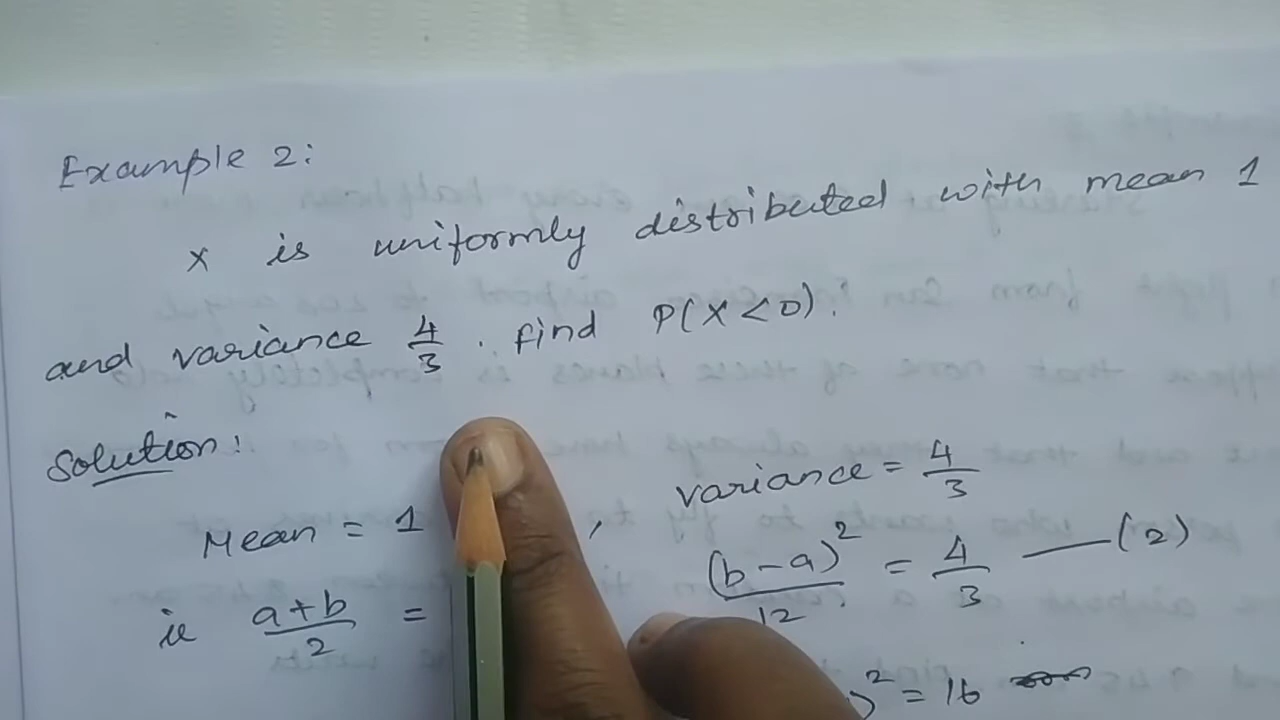 Example 2:
X is uniformly distributed with mean 1
and variance 4/3. find P(X<0).
Solution:
Mean = 1 , variance = 4/3
ie (a+b)/2 = (b-a)²/12 = 4/3 —(2)
)² = 16